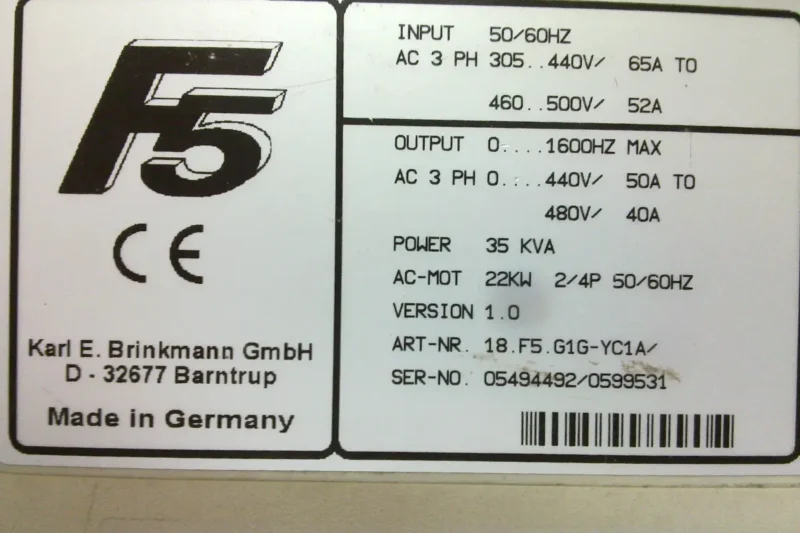 F5
CE
Karl E. Brinkmann GmbH
D - 32677 Barntrup
Made in Germany
INPUT 50/60HZ
AC 3 PH 305..440V/ 65A TO
460..500V/ 52A
OUTPUT 0....1600HZ MAX
AC 3 PH 0....440V/ 50A TO
480V/ 40A
POWER 35 KVA
AC-MOT 22KW 2/4P 50/60HZ
VERSION 1.0
ART-NR. 18.F5.G1G-YC1A/
SER-NO. 05494492/0599531